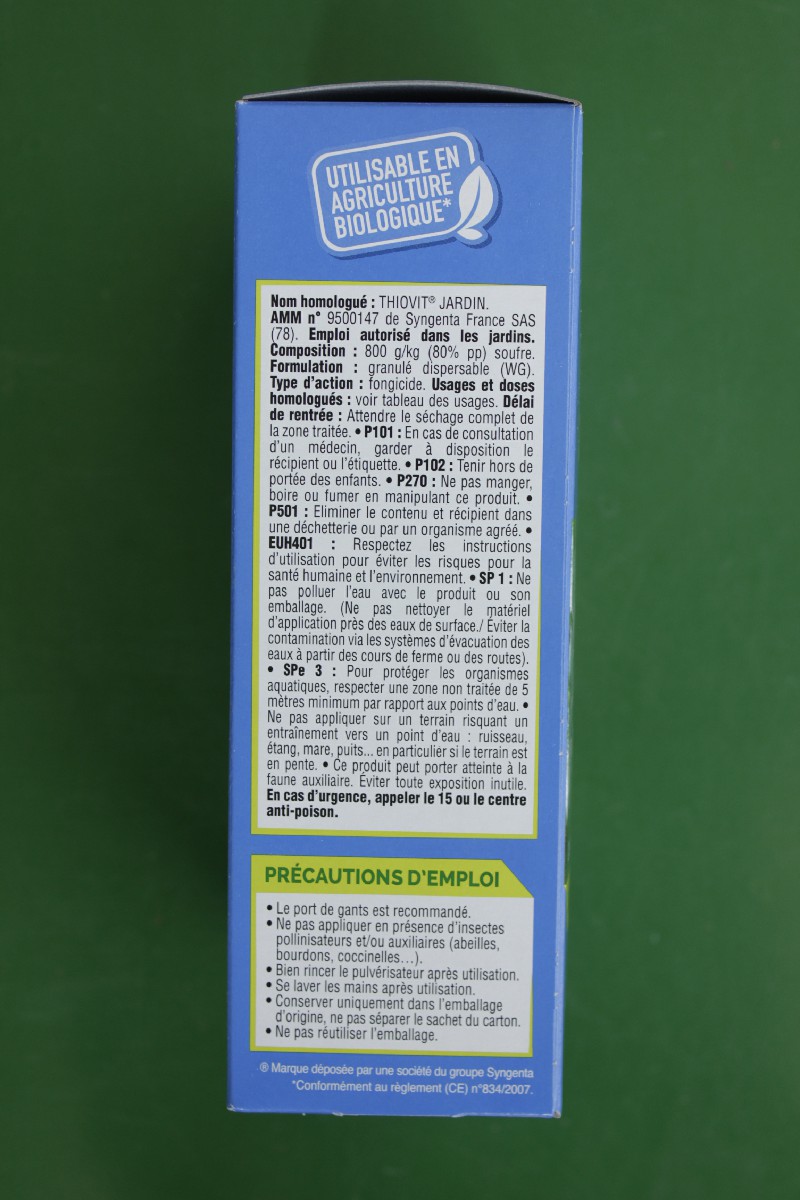 UTILISABLE EN
AGRICULTURE
BIOLOGIQUE*
Nom homologué : THIOVIT® JARDIN.
AMM n° 9500147 de Syngenta France SAS
(78). Emploi autorisé dans les jardins.
Composition : 800 g/kg (80% pp) soufre.
Formulation : granulé dispersable (WG).
Type d'action : fongicide. Usages et doses
homologués : voir tableau des usages. Délai
de rentrée : Attendre le séchage complet de
la zone traitée. • P101 : En cas de consultation
d'un médecin, garder à disposition le
récipient ou l'étiquette. • P102 : Tenir hors de
portée des enfants. • P270 : Ne pas manger,
boire ou fumer en manipulant ce produit. •
P501 : Eliminer le contenu et récipient dans
une déchetterie ou par un organisme agréé. •
EUH401 : Respectez les instructions
d'utilisation pour éviter les risques pour la
santé humaine et l'environnement. • SP 1 : Ne
pas polluer l'eau avec le produit ou son
emballage. (Ne pas nettoyer le matériel
d'application près des eaux de surface./ Éviter la
contamination via les systèmes d'évacuation des
eaux à partir des cours de ferme ou des routes).
• SPe 3 : Pour protéger les organismes
aquatiques, respecter une zone non traitée de 5
mètres minimum par rapport aux points d'eau. •
Ne pas appliquer sur un terrain risquant un
entraînement vers un point d'eau : ruisseau,
étang, mare, puits... en particulier si le terrain est
en pente. • Ce produit peut porter atteinte à la
faune auxiliaire. Éviter toute exposition inutile.
En cas d'urgence, appeler le 15 ou le centre
anti-poison.
PRÉCAUTIONS D'EMPLOI
• Le port de gants est recommandé.
• Ne pas appliquer en présence d'insectes
pollinisateurs et/ou auxiliaires (abeilles,
bourdons, coccinelles...).
• Bien rincer le pulvérisateur après utilisation.
• Se laver les mains après utilisation.
• Conserver uniquement dans l'emballage
d'origine, ne pas séparer le sachet du carton.
• Ne pas réutiliser l'emballage.
® Marque déposée par une société du groupe Syngenta
*Conformément au règlement (CE) n°834/2007.